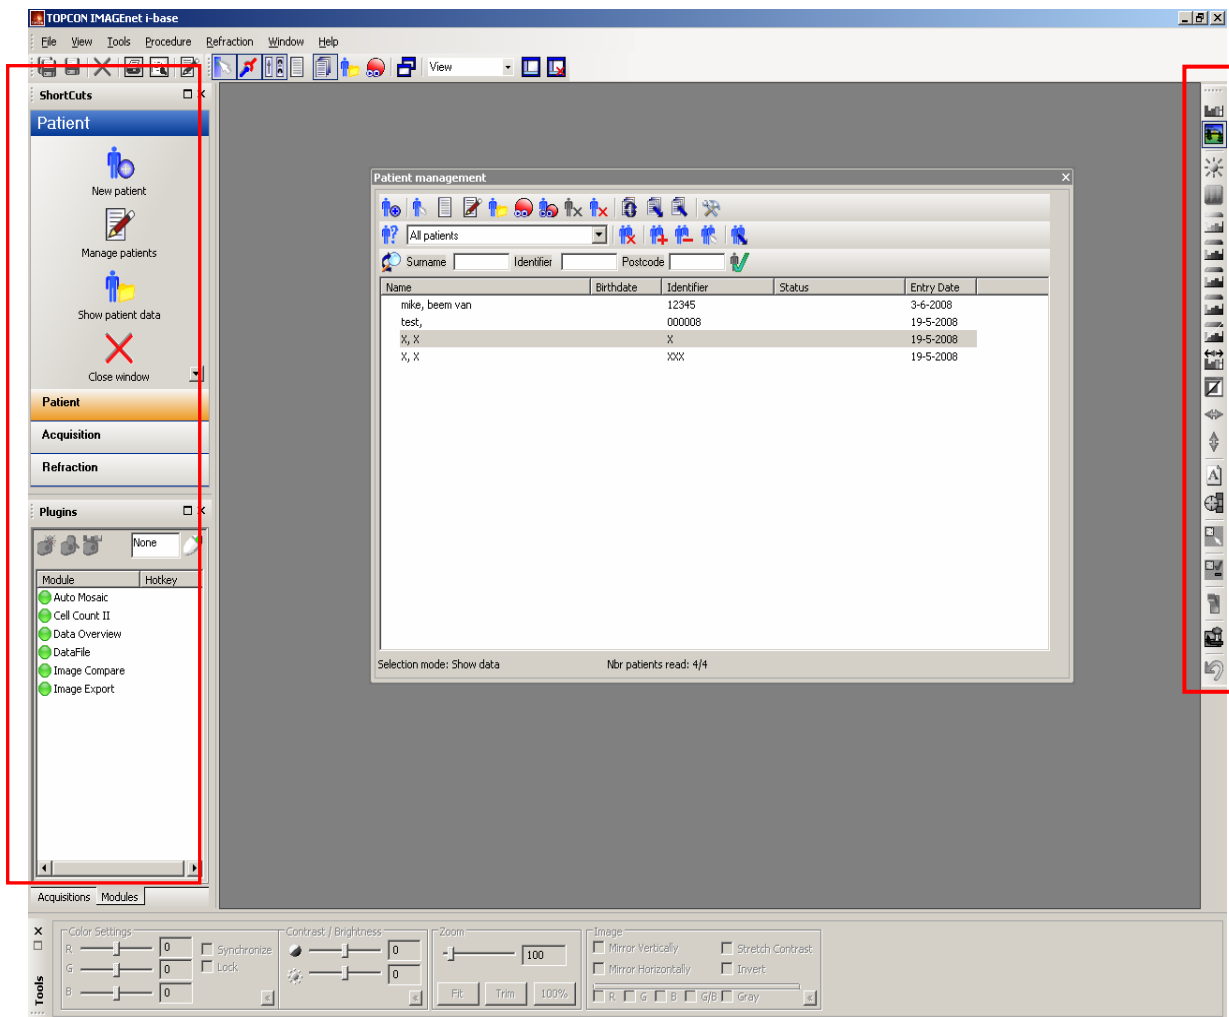 TOPCON IMAGEnet i-base
File View Tools Procedure Refraction Window Help
View
ShortCuts
Patient
New patient
Manage patients
Show patient data
Close window
Patient
Acquisition
Refraction
Plugins
None
Module Hotkey
Auto Mosaic
Cell Count II
Data Overview
DataFile
Image Compare
Image Export
Acquisitions Modules
Patient management
All patients
Surname Identifier Postcode
Name Birthdate Identifier Status Entry Date
mike, beem van 12345 3-6-2008
test, 000008 19-5-2008
X, X X 19-5-2008
X, X XXX 19-5-2008
Selection mode: Show data Nbr patients read: 4/4
A
Tools
Color Settings
R 0 Synchronize
G 0 Lock
B 0
Contrast / Brightness
0
0
Zoom
100
Fit Trim 100%
Image
Mirror Vertically Stretch Contrast
Mirror Horizontally Invert
R G B G/B Gray